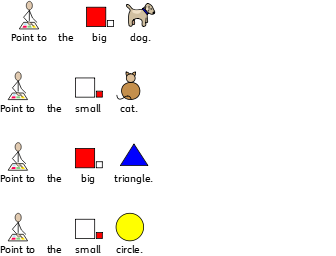 Point to the big dog.
Point to the small cat.
Point to the big triangle.
Point to the small circle.